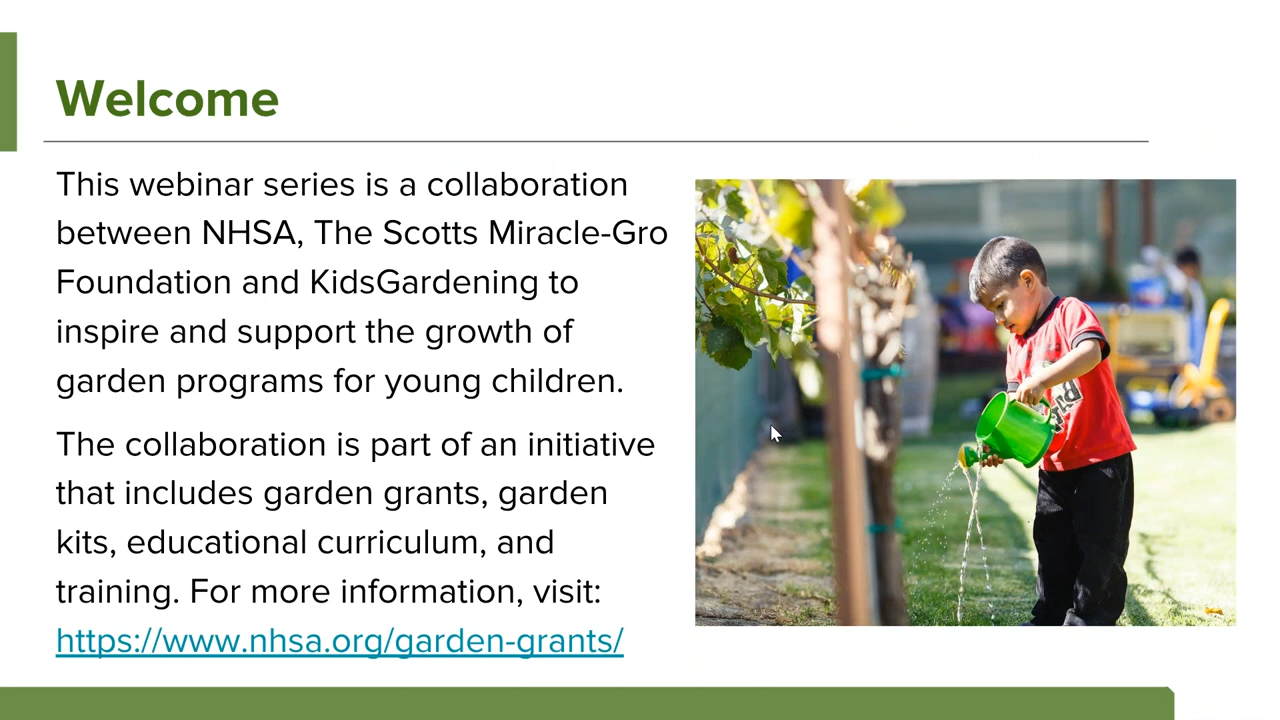 Welcome
This webinar series is a collaboration
between NHSA, The Scotts Miracle-Gro
Foundation and KidsGardening to
inspire and support the growth of
garden programs for young children.
The collaboration is part of an initiative
that includes garden grants, garden
kits, educational curriculum, and
training. For more information, visit:
https://www.nhsa.org/garden-grants/